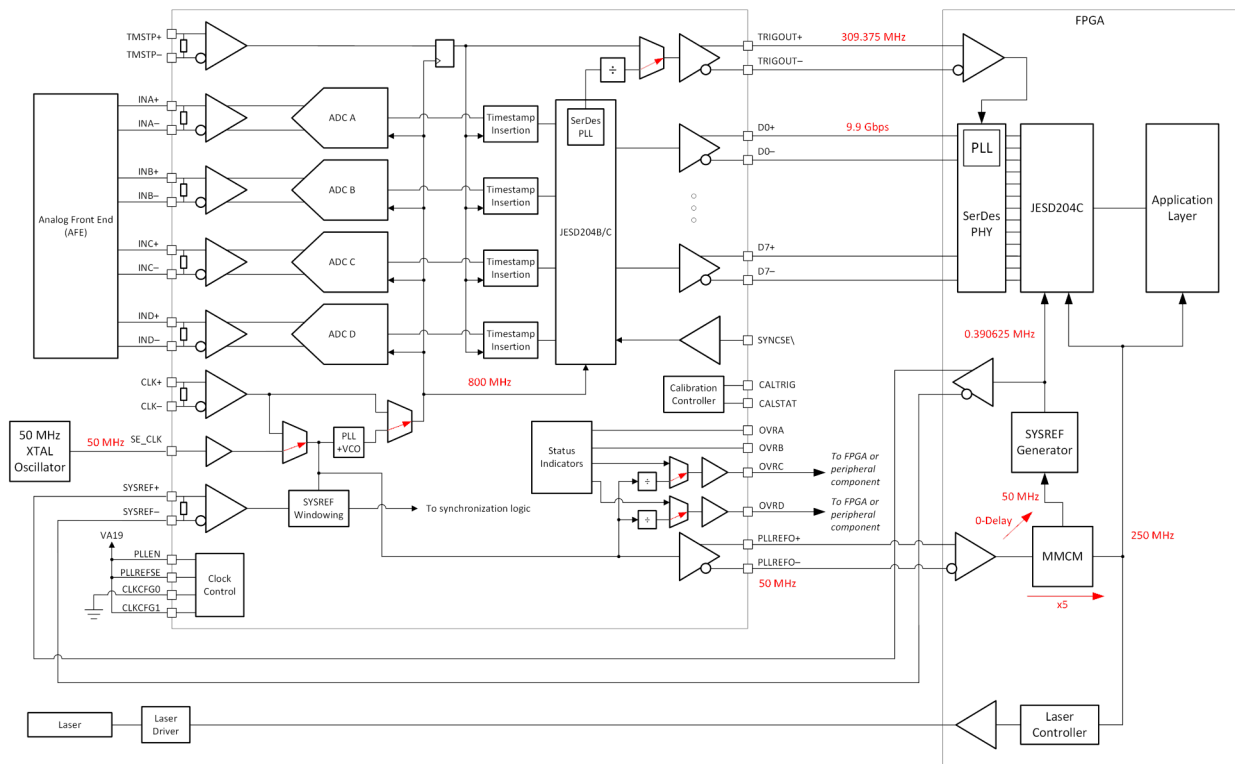 FPGA
TMSTP+
TMSTP−
TRIGOUT+
309.375 MHz
TRIGOUT−
÷
Analog Front End
(AFE)
INA+
INA−
ADC A
Timestamp
Insertion
SerDes
PLL
D0+
9.9 Gbps
D0−
PLL
SerDes
PHY
JESD204C
Application
Layer
INB+
INB−
ADC B
Timestamp
Insertion
JESD204B/C
INC+
INC−
ADC C
Timestamp
Insertion
D7+
D7−
IND+
IND−
ADC D
Timestamp
Insertion
SYNCSE\
0.390625 MHz
CLK+
CLK−
800 MHz
Calibration
Controller
CALTRIG
CALSTAT
50 MHz
XTAL
Oscillator
50 MHz
SE_CLK
PLL
+VCO
Status
Indicators
OVRA
OVRB
OVRC
To FPGA or
peripheral
component
÷
SYSREF
Generator
SYSREF+
SYSREF−
SYSREF
Windowing
To synchronization logic
÷
OVRD
To FPGA or
peripheral
component
50 MHz
0-Delay
250 MHz
VA19
PLLEN
PLLREFSE
CLKCFG0
CLKCFG1
Clock
Control
PLLREFO+
PLLREFO−
50 MHz
MMCM
x5
Laser
Laser
Driver
Laser
Controller